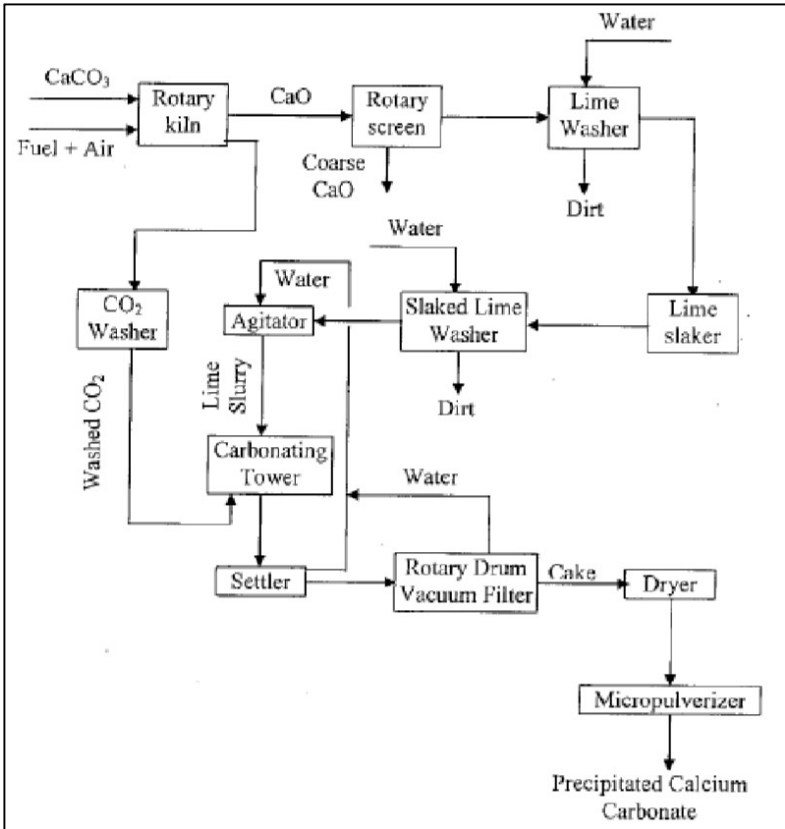 Water
CaCO₃
Rotary
kiln
CaO
Rotary
screen
Lime
Washer
Fuel + Air
Coarse
CaO
Dirt
Water
Water
CO₂
Washer
Agitator
Slaked Lime
Washer
Lime
slaker
Lime
Slurry
Dirt
Washed CO₂
Carbonating
Tower
Water
Settler
Rotary Drum
Vacuum Filter
Cake
Dryer
Micropulverizer
Precipitated Calcium
Carbonate